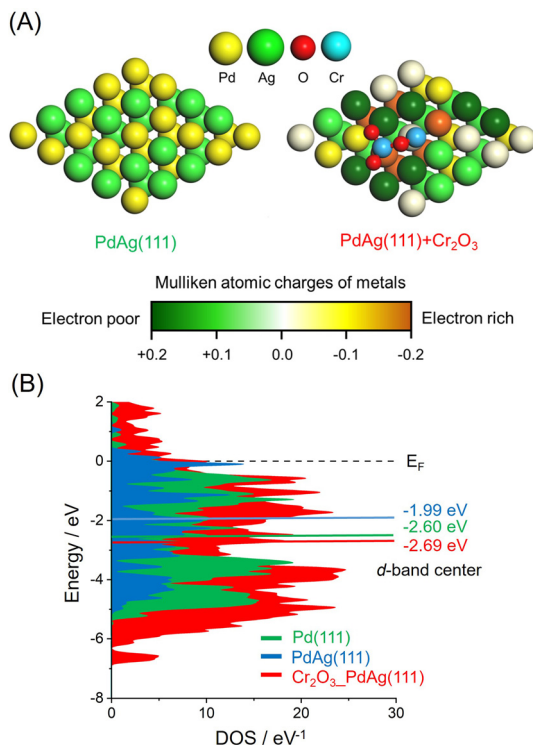 (A)
Pd Ag O Cr
PdAg(111) PdAg(111)+Cr₂O₃
Mulliken atomic charges of metals
Electron poor Electron rich
+0.2 +0.1 0.0 -0.1 -0.2
(B)
2
0
-2
-4
-6
-8
Energy / eV
E_F
-1.99 eV
-2.60 eV
-2.69 eV
d-band center
Pd(111)
PdAg(111)
Cr₂O₃_PdAg(111)
0 10 20 30
DOS / eV⁻¹